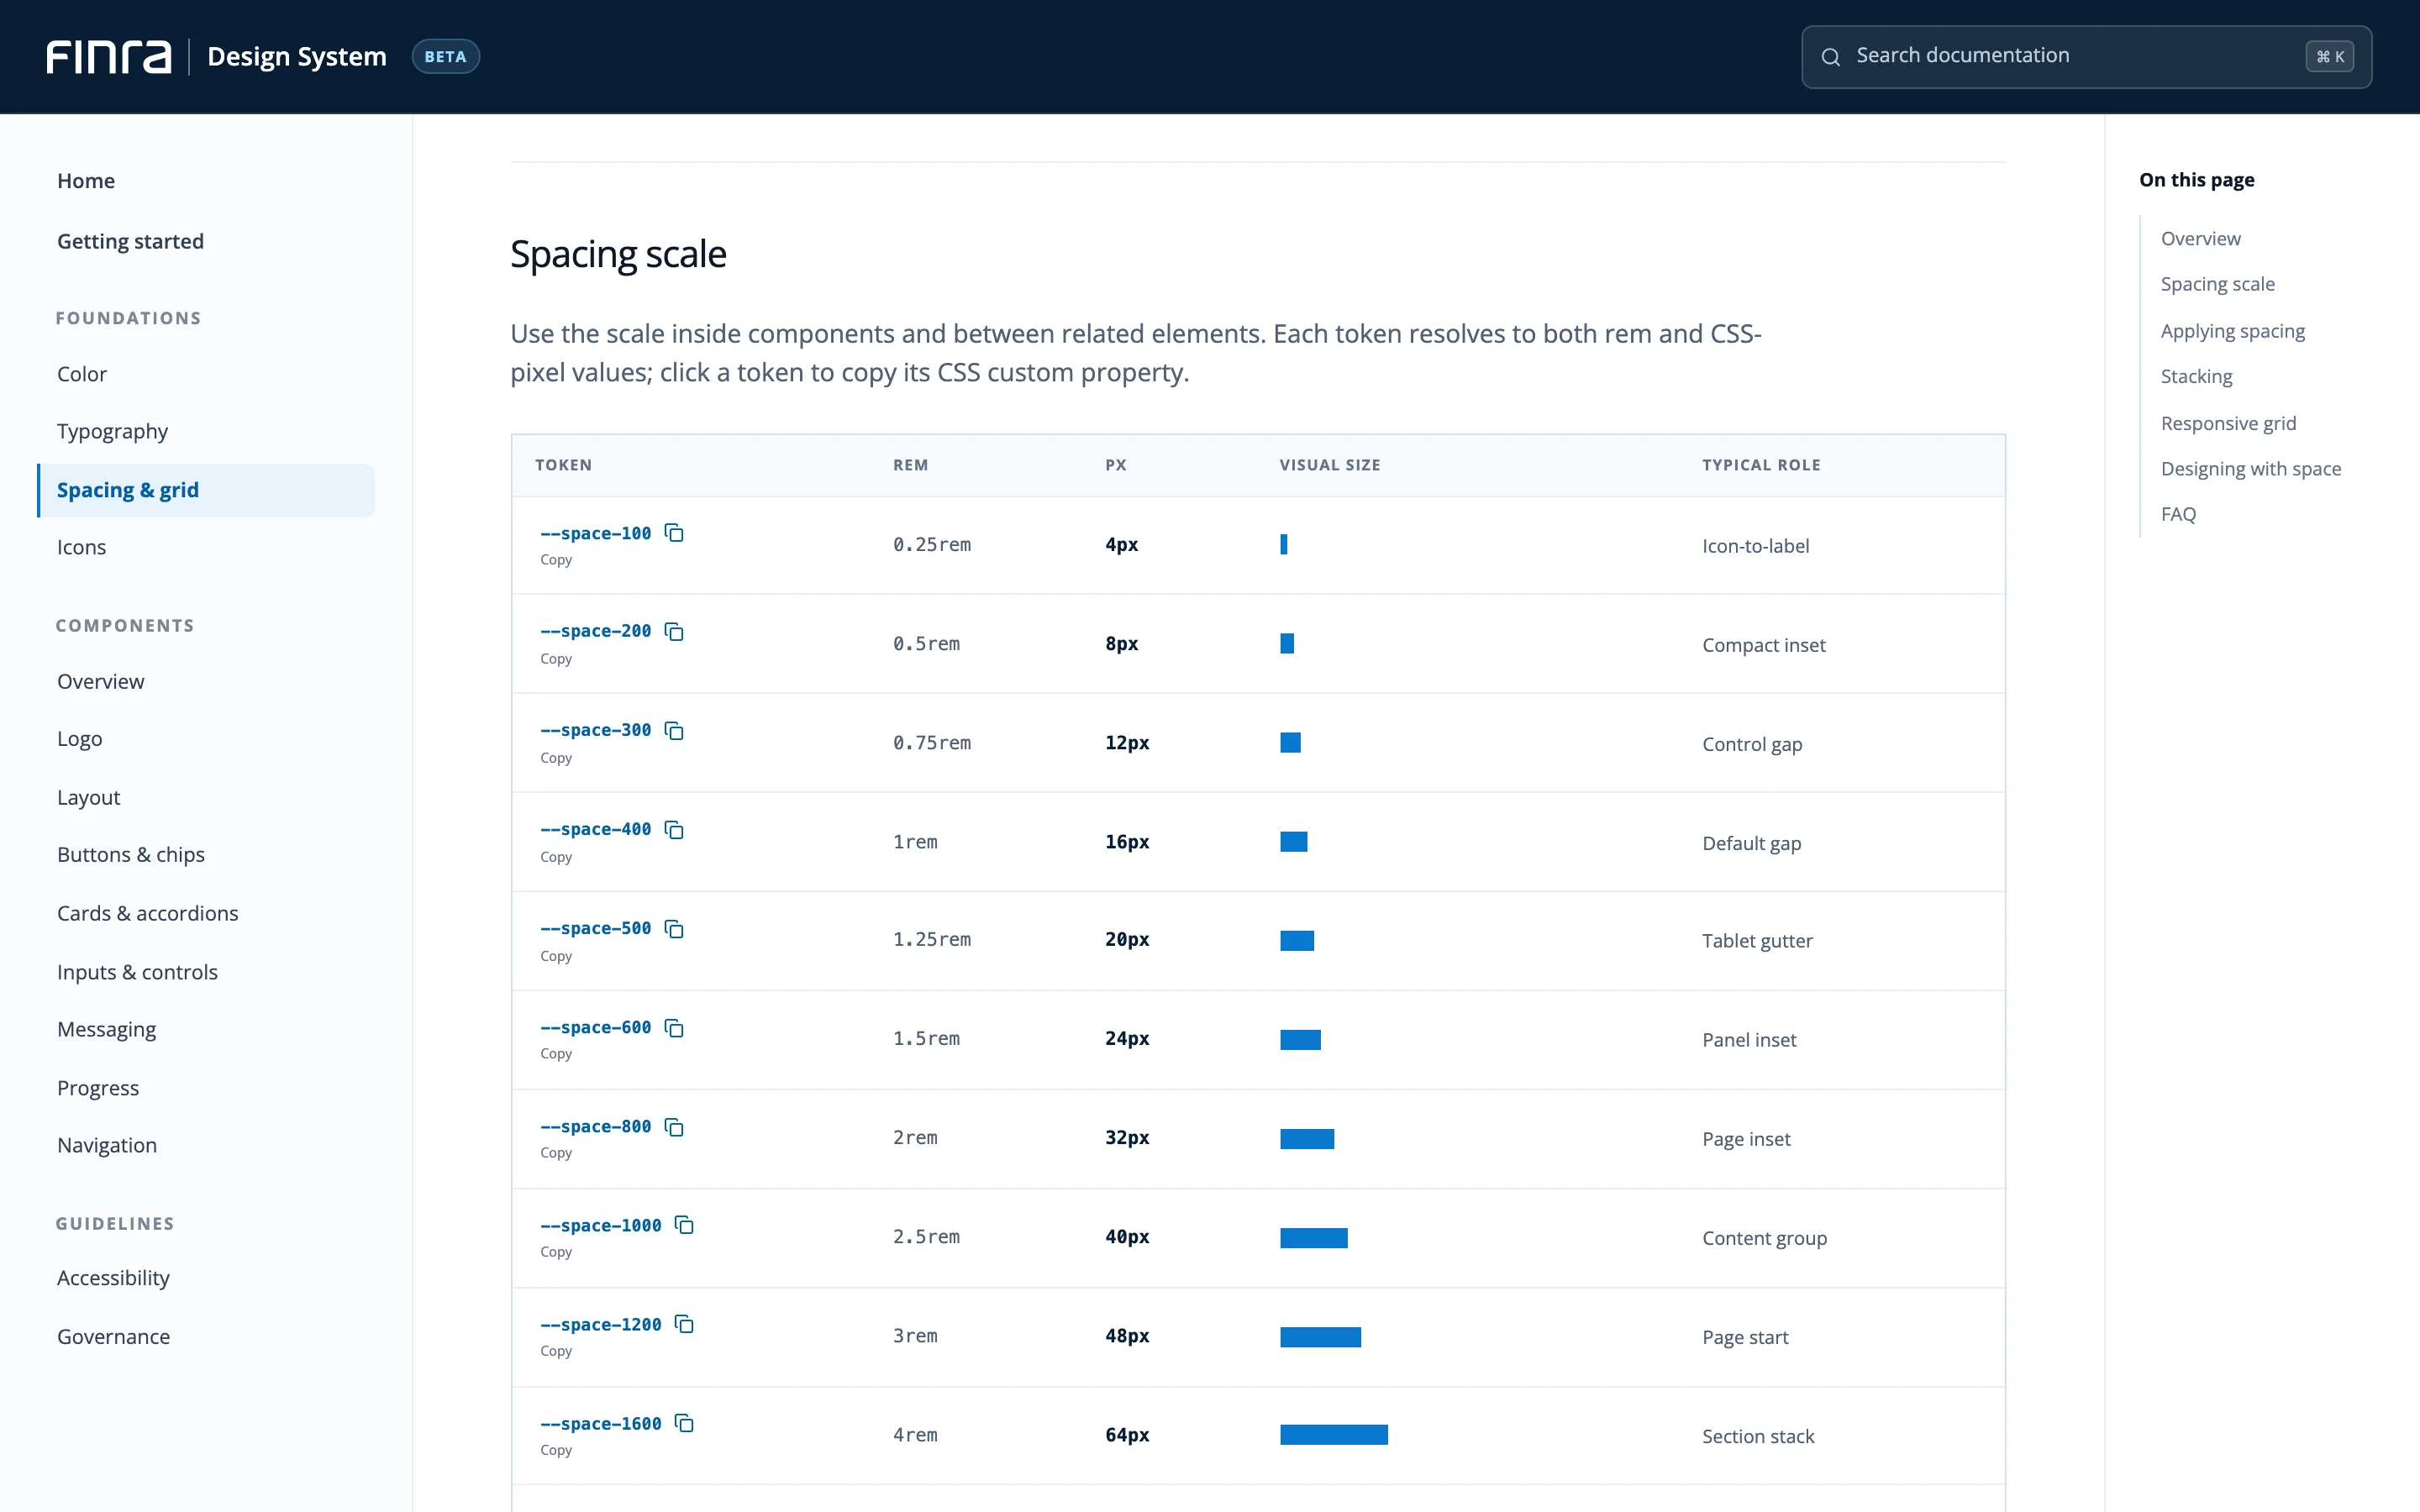 FINRA Design System BETA
Search documentation ⌘ K
Home
Getting started
FOUNDATIONS
Color
Typography
Spacing & grid
Icons
COMPONENTS
Overview
Logo
Layout
Buttons & chips
Cards & accordions
Inputs & controls
Messaging
Progress
Navigation
GUIDELINES
Accessibility
Governance
Spacing scale
Use the scale inside components and between related elements. Each token resolves to both rem and CSS-
pixel values; click a token to copy its CSS custom property.
TOKEN REM PX VISUAL SIZE TYPICAL ROLE
--space-100 0.25rem 4px Icon-to-label
Copy
--space-200 0.5rem 8px Compact inset
Copy
--space-300 0.75rem 12px Control gap
Copy
--space-400 1rem 16px Default gap
Copy
--space-500 1.25rem 20px Tablet gutter
Copy
--space-600 1.5rem 24px Panel inset
Copy
--space-800 2rem 32px Page inset
Copy
--space-1000 2.5rem 40px Content group
Copy
--space-1200 3rem 48px Page start
Copy
--space-1600 4rem 64px Section stack
Copy
On this page
Overview
Spacing scale
Applying spacing
Stacking
Responsive grid
Designing with space
FAQ